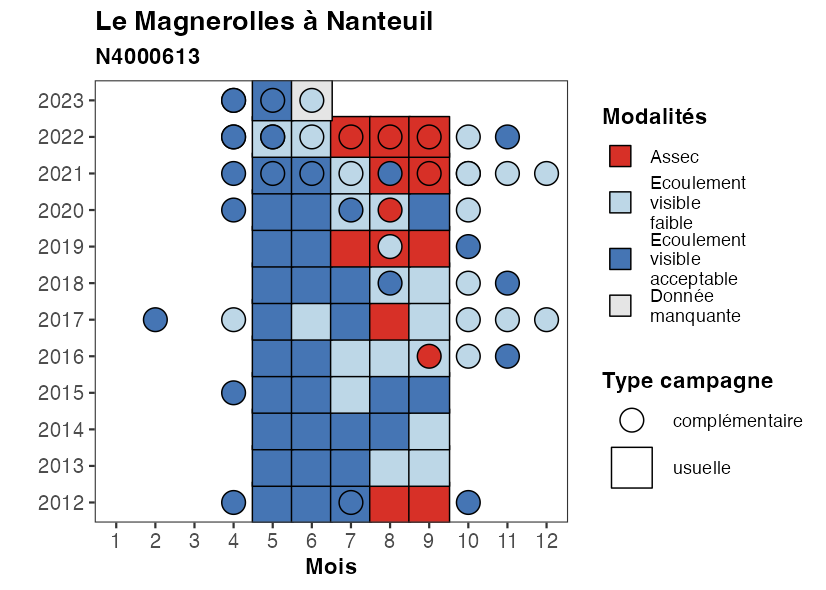 Le Magnerolles à Nanteuil
N4000613
2023
2022
2021
2020
2019
2018
2017
2016
2015
2014
2013
2012
1 2 3 4 5 6 7 8 9 10 11 12
Mois
Modalités
Assec
Ecoulement
visible
faible
Ecoulement
visible
acceptable
Donnée
manquante
Type campagne
complémentaire
usuelle